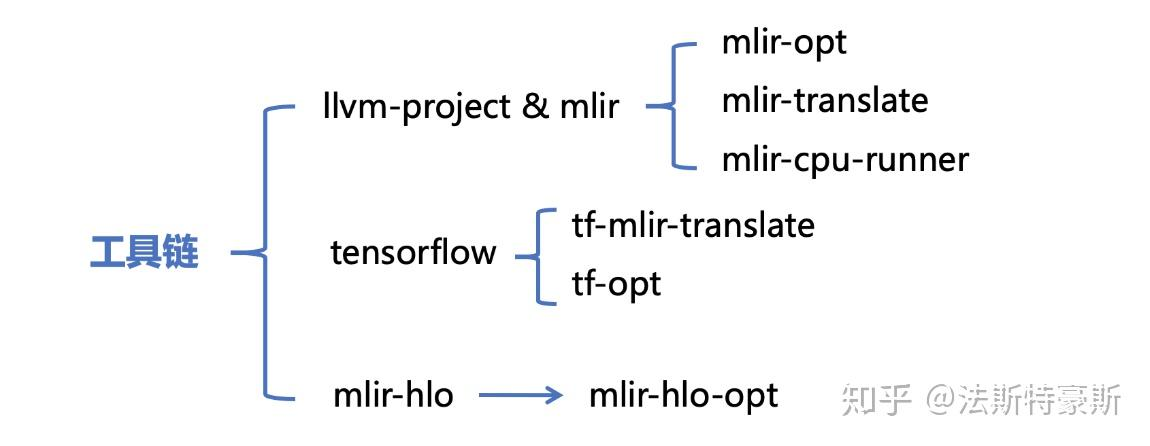 工具链
llvm-project & mlir
mlir-opt
mlir-translate
mlir-cpu-runner
tensorflow
tf-mlir-translate
tf-opt
mlir-hlo
mlir-hlo-opt
知乎 @法斯特豪斯